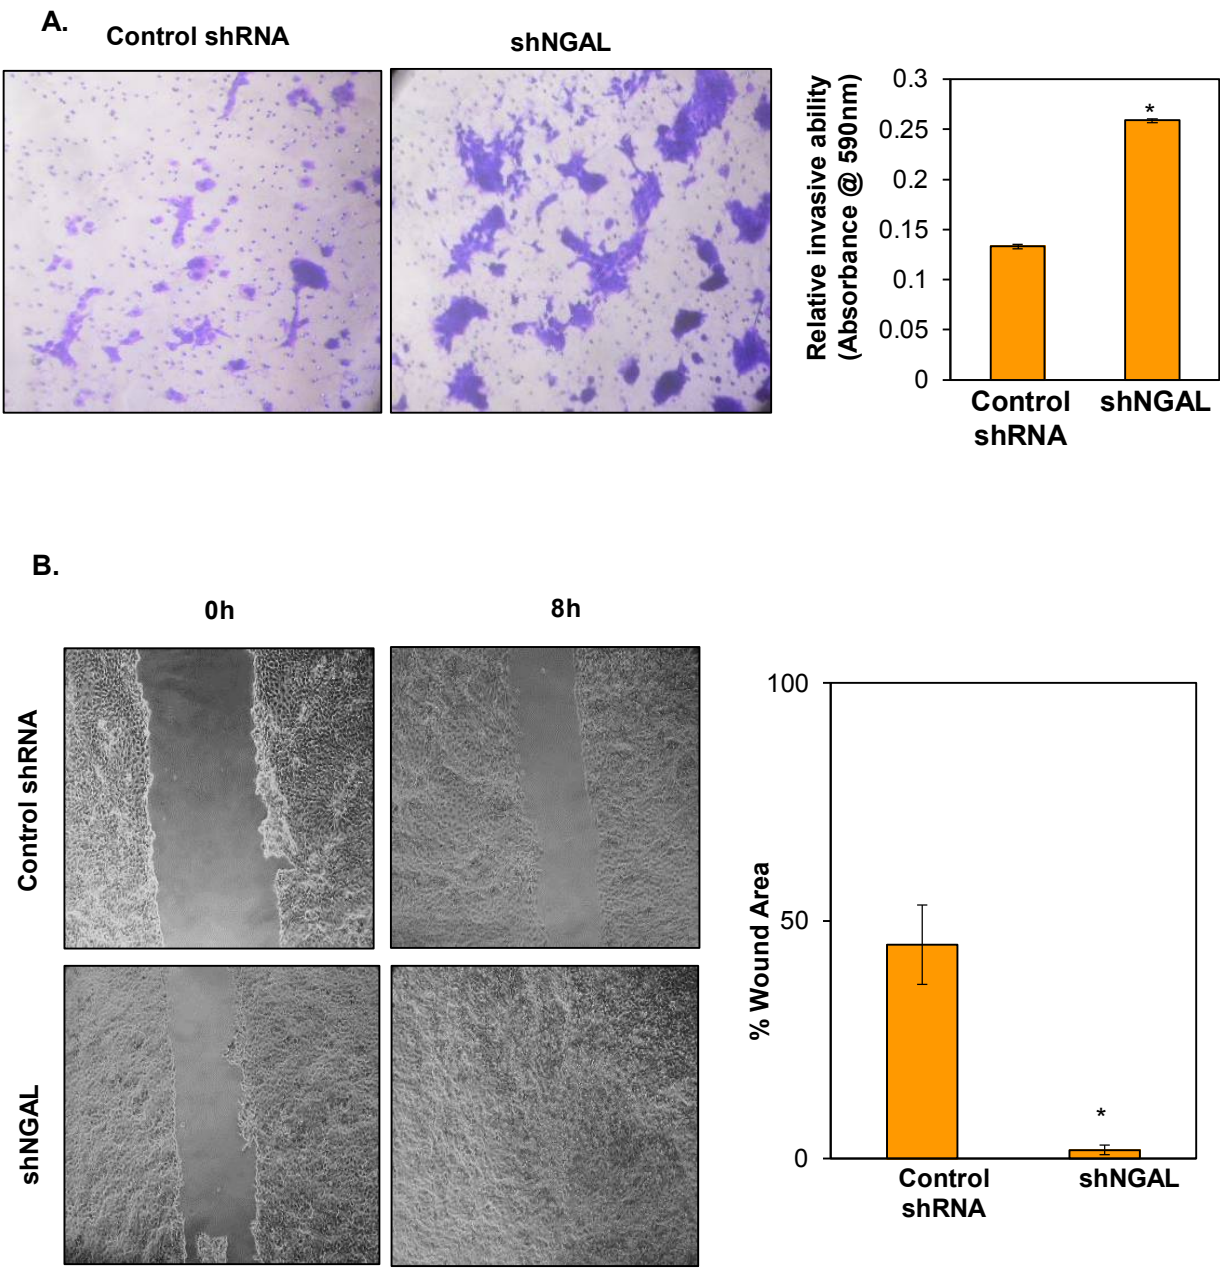 A.
Control shRNA
shNGAL
Relative invasive ability
(Absorbance @ 590nm)
0.3
0.25
0.2
0.15
0.1
0.05
0
*
Control
shRNA
shNGAL
B.
0h
8h
Control shRNA
shNGAL
% Wound Area
100
50
0
*
Control
shRNA
shNGAL